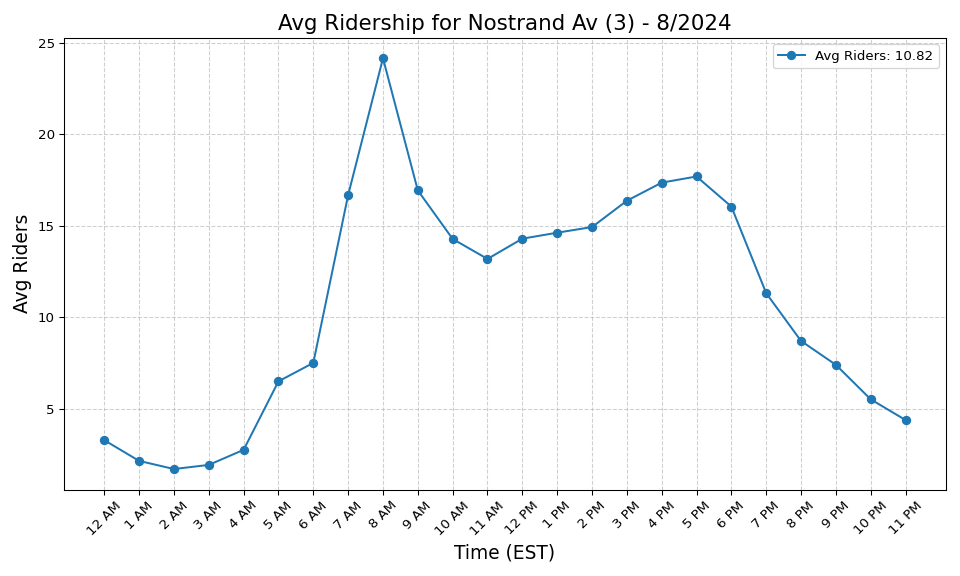 Avg Ridership for Nostrand Av (3) - 8/2024
Avg Riders: 10.82
Avg Riders
25
20
15
10
5
12 AM
1 AM
2 AM
3 AM
4 AM
5 AM
6 AM
7 AM
8 AM
9 AM
10 AM
11 AM
12 PM
1 PM
2 PM
3 PM
4 PM
5 PM
6 PM
7 PM
8 PM
9 PM
10 PM
11 PM
Time (EST)